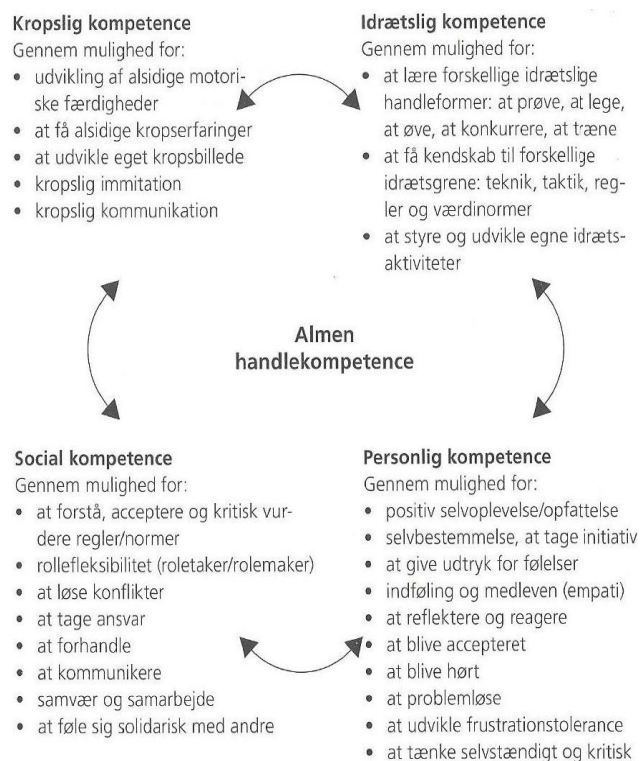 Kropslig kompetence
Gennem mulighed for:
• udvikling af alsidige motori-
ske færdigheder
• at få alsidige kropserfaringer
• at udvikle eget kropsbillede
• kropslig immitation
• kropslig kommunikation
Idrætslig kompetence
Gennem mulighed for:
• at lære forskellige idrætslige
handleformer: at prøve, at lege,
at øve, at konkurrere, at træne
• at få kendskab til forskellige
idrætsgrene: teknik, taktik, reg-
ler og værdinormer
• at styre og udvikle egne idræts-
aktiviteter
Almen
handlekompetence
Social kompetence
Gennem mulighed for:
• at forstå, acceptere og kritisk vur-
dere regler/normer
• rollefleksibilitet (roletaker/rolemaker)
• at løse konflikter
• at tage ansvar
• at forhandle
• at kommunikere
• samvær og samarbejde
• at føle sig solidarisk med andre
Personlig kompetence
Gennem mulighed for:
• positiv selvoplevelse/opfattelse
• selvbestemmelse, at tage initiativ
• at give udtryk for følelser
• indføling og medleven (empati)
• at reflektere og reagere
• at blive accepteret
• at blive hørt
• at problemløse
• at udvikle frustrationstolerance
• at tænke selvstændigt og kritisk